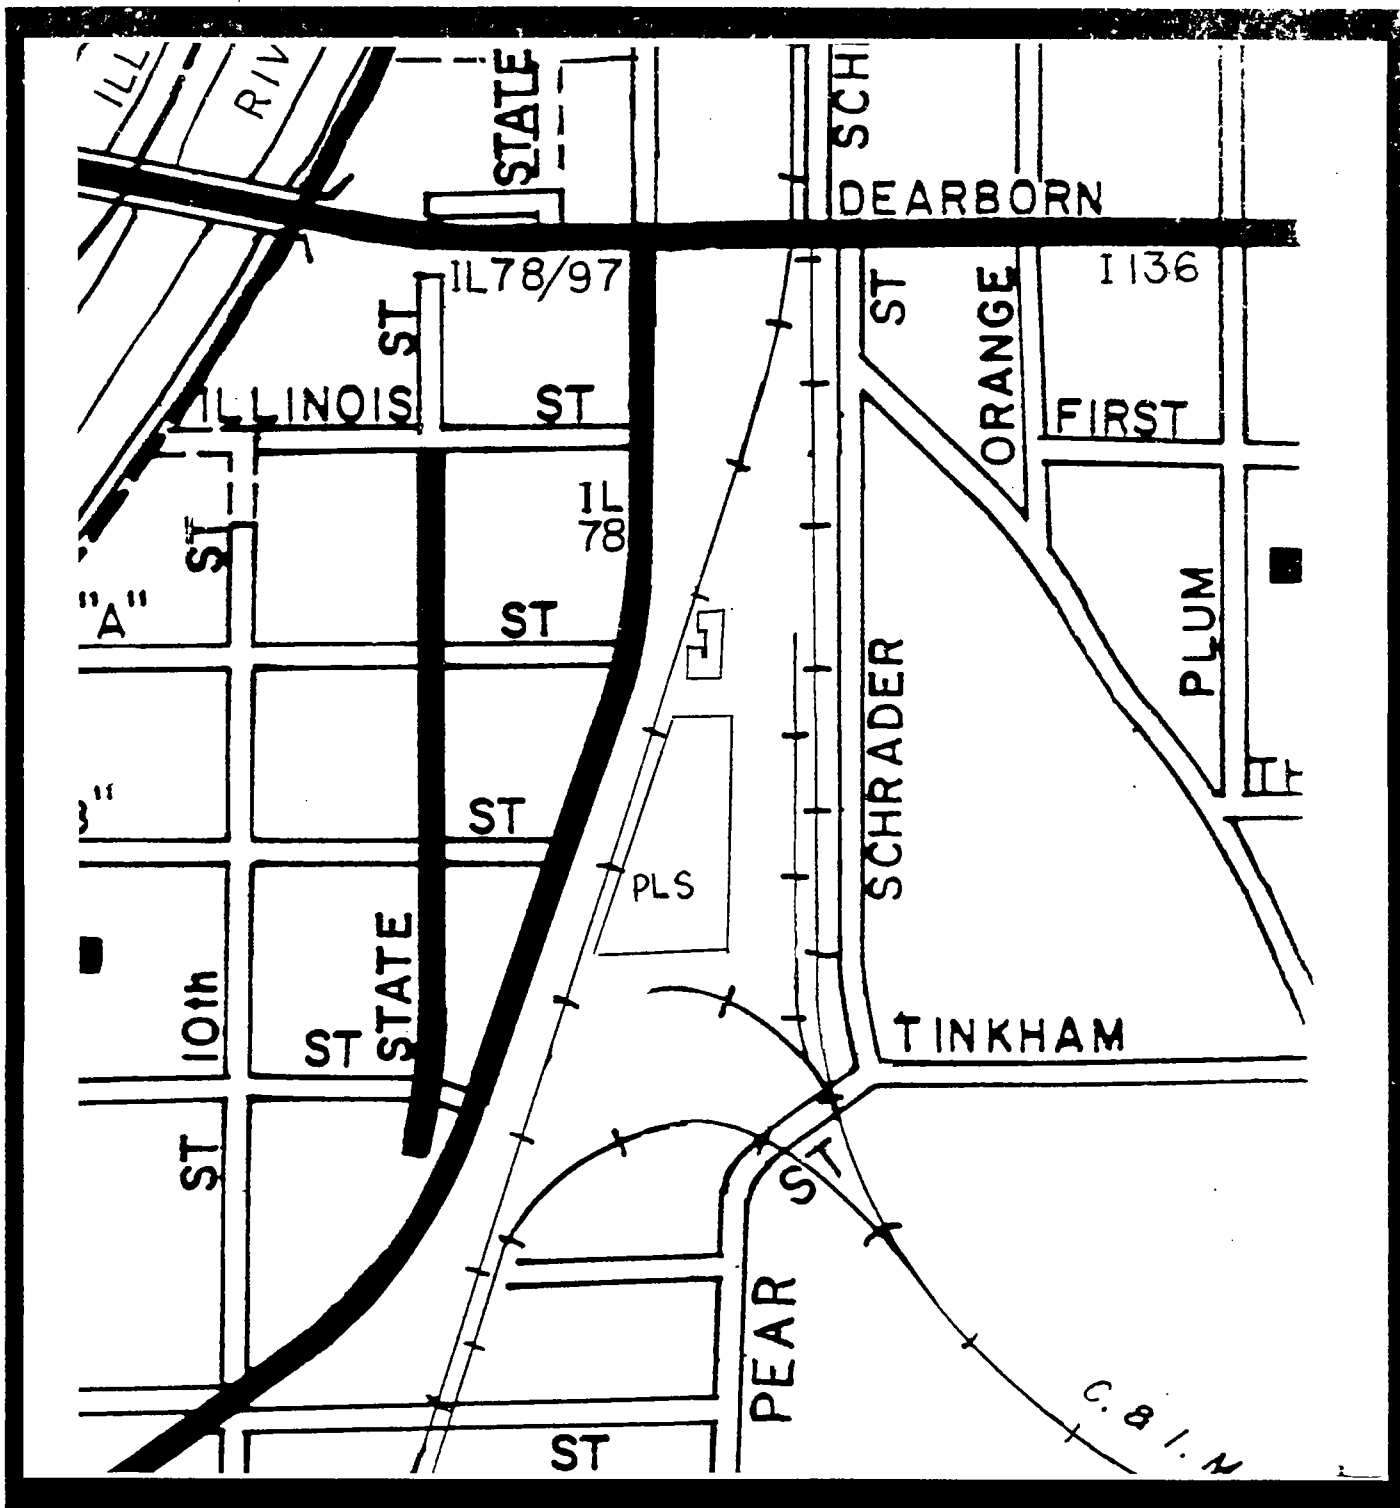 ILL
RIV
STATE
SCH
DEARBORN
IL78/97
ST
I 136
ST
ORANGE
ILLINOIS ST
FIRST
IL
78
ST
"A" ST
PLUM
SCHRADER
ST
PLS
STATE
10th
ST
TINKHAM
ST
ST
PEAR
C. & I. M
ST